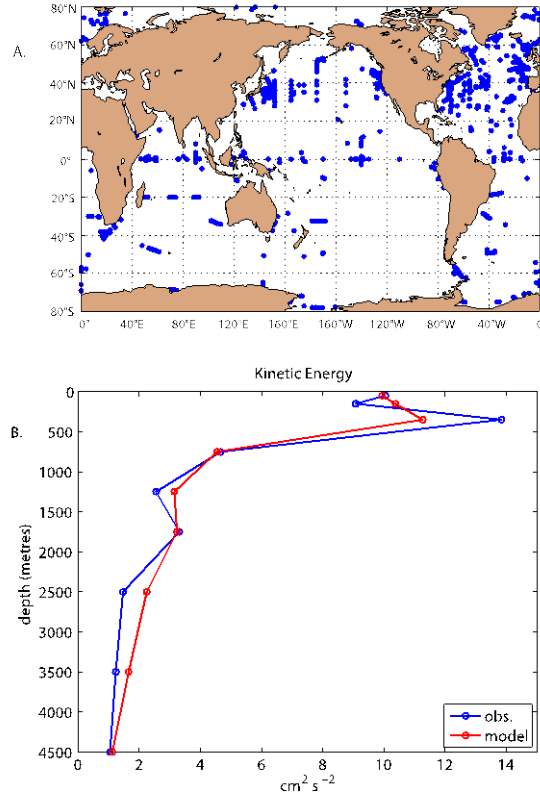 A.
80°N
60°N
40°N
20°N
0°
20°S
40°S
60°S
80°S
0° 40°E 80°E 120°E 160°E 160°W 120°W 80°W 40°W 0°
Kinetic Energy
B.
depth (metres)
0
500
1000
1500
2000
2500
3000
3500
4000
4500
obs.
model
0 2 4 6 8 10 12 14
cm² s⁻²